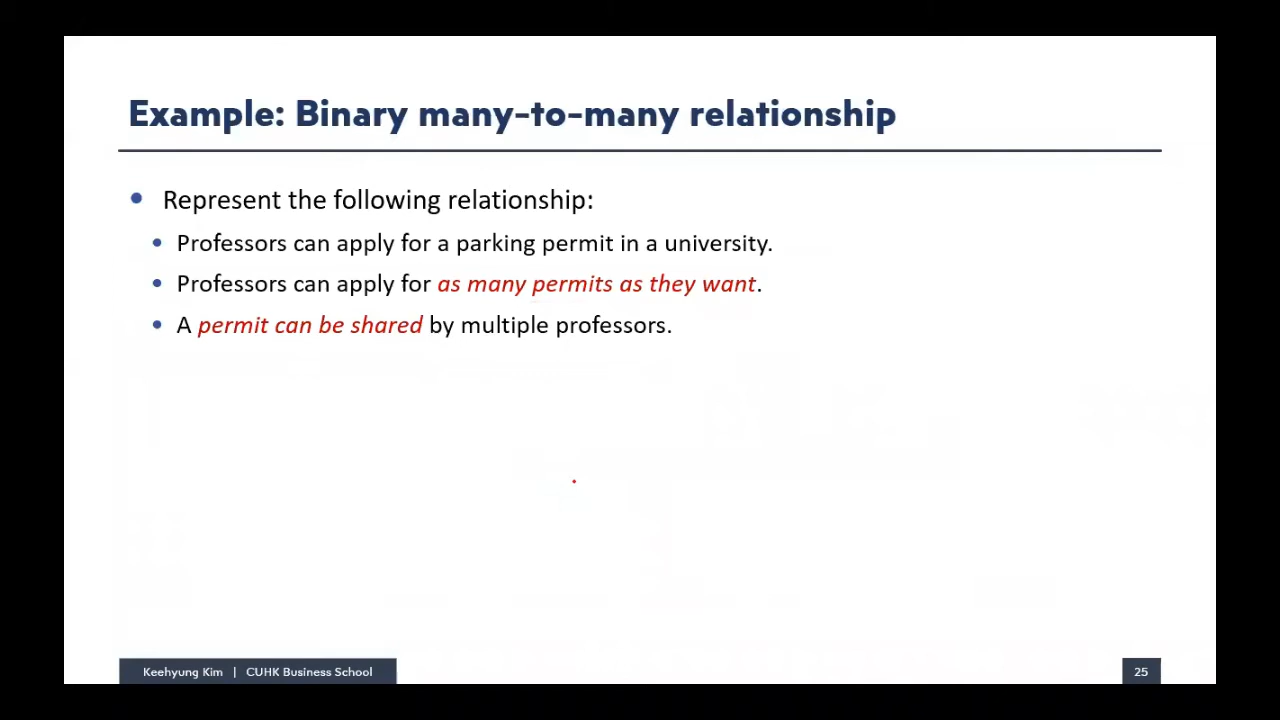 Example: Binary many-to-many relationship
• Represent the following relationship:
• Professors can apply for a parking permit in a university.
• Professors can apply for as many permits as they want.
• A permit can be shared by multiple professors.
Keehyung Kim | CUHK Business School
25